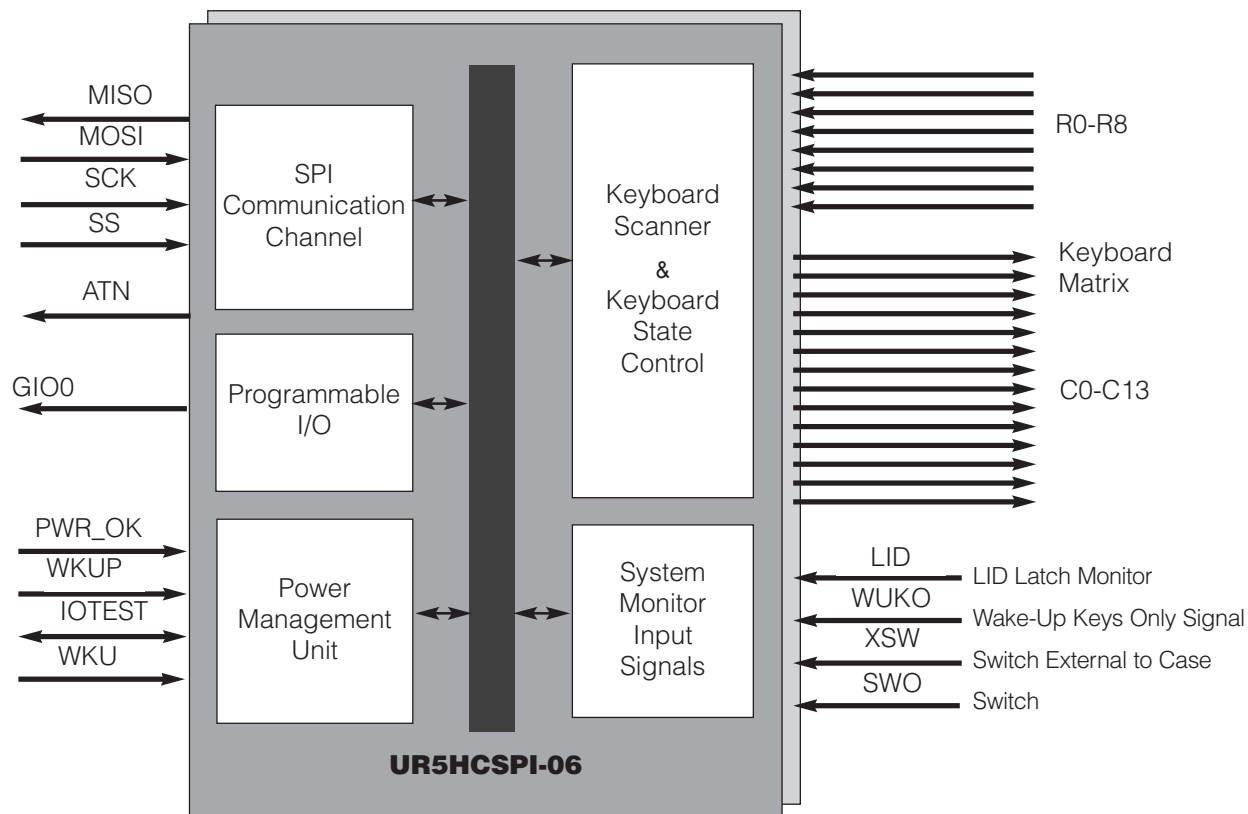 MISO
MOSI
SCK
SS
ATN
GIO0
PWR_OK
WKUP
IOTEST
WKU
SPI
Communication
Channel
Programmable
I/O
Power
Management
Unit
Keyboard
Scanner
&
Keyboard
State
Control
System
Monitor
Input
Signals
R0-R8
Keyboard
Matrix
C0-C13
LID
LID Latch Monitor
WUKO
Wake-Up Keys Only Signal
XSW
Switch External to Case
SWO
Switch
UR5HCSPI-06